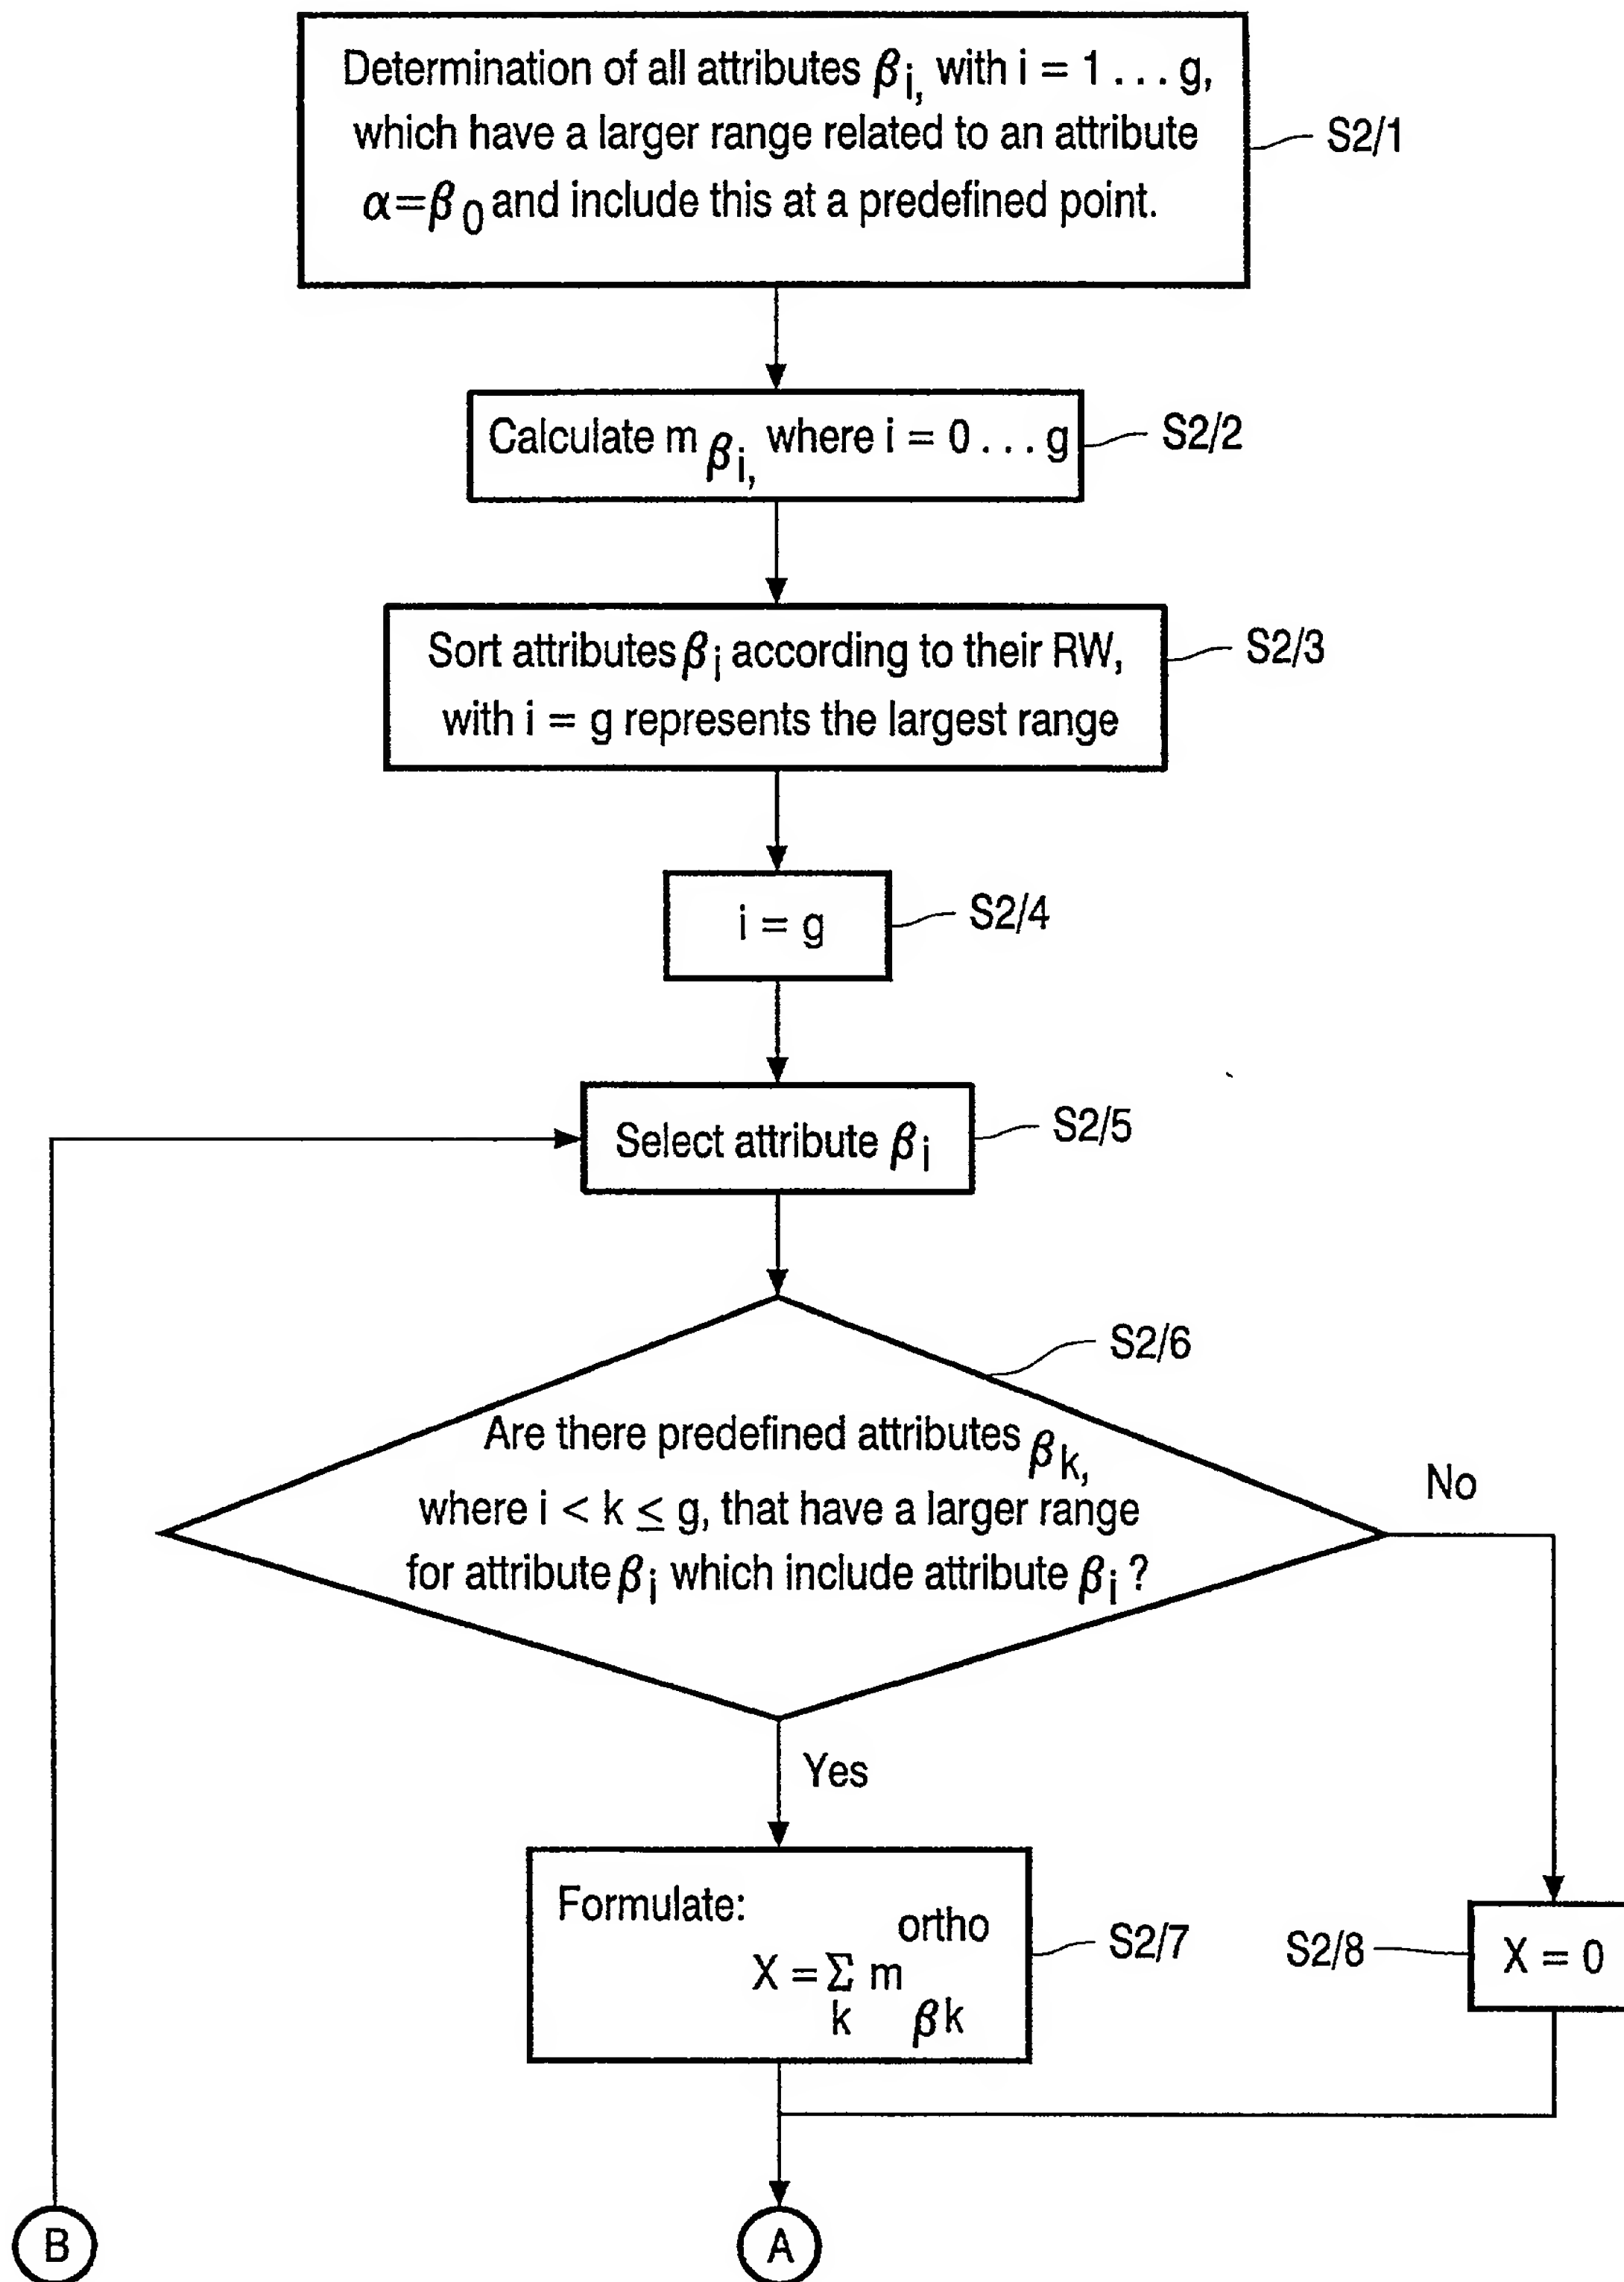 Determination of all attributes βi, with i = 1 . . . g,
which have a larger range related to an attribute
α=β0 and include this at a predefined point.
S2/1
Calculate m βi, where i = 0 . . . g
S2/2
Sort attributes βi according to their RW,
with i = g represents the largest range
S2/3
i = g
S2/4
Select attribute βi
S2/5
S2/6
Are there predefined attributes βk,
where i < k ≤ g, that have a larger range
for attribute βi which include attribute βi ?
No
Yes
Formulate:
ortho
X = Σ m
k βk
S2/7
S2/8
X = 0
B
A